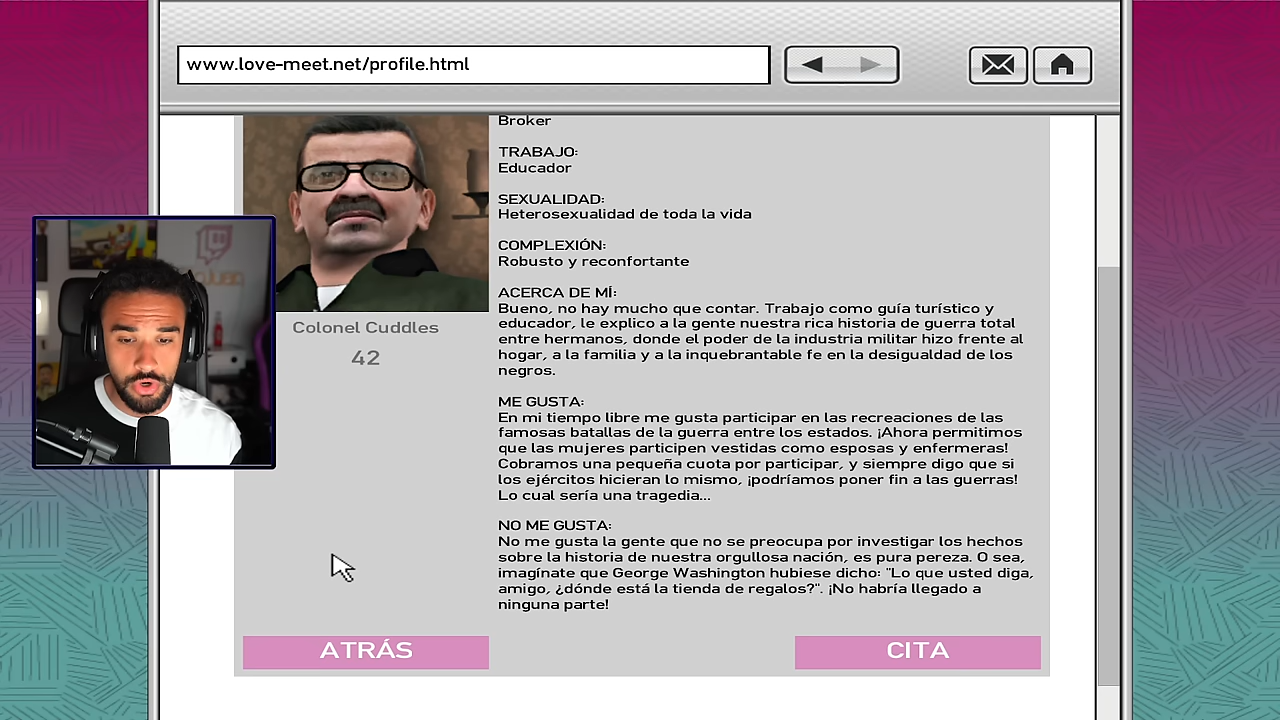 www.love-meet.net/profile.html
Broker
TRABAJO:
Educador
SEXUALIDAD:
Heterosexualidad de toda la vida
COMPLEXIÓN:
Robusto y reconfortante
ACERCA DE MÍ:
Bueno, no hay mucho que contar. Trabajo como guía turístico y
educador, le explico a la gente nuestra rica historia de guerra total
entre hermanos, donde el poder de la industria militar hizo frente al
hogar, a la familia y a la inquebrantable fe en la desigualdad de los
negros.
Colonel Cuddles
42
ME GUSTA:
En mi tiempo libre me gusta participar en las recreaciones de las
famosas batallas de la guerra entre los estados. ¡Ahora permitimos
que las mujeres participen vestidas como esposas y enfermeras!
Cobramos una pequeña cuota por participar, y siempre digo que si
los ejércitos hicieran lo mismo, ¡podríamos poner fin a las guerras!
Lo cual sería una tragedia...
NO ME GUSTA:
No me gusta la gente que no se preocupa por investigar los hechos
sobre la historia de nuestra orgullosa nación, es pura pereza. O sea,
imagínate que George Washington hubiese dicho: "Lo que usted diga,
amigo, ¿dónde está la tienda de regalos?". ¡No habría llegado a
ninguna parte!
ATRÁS
CITA